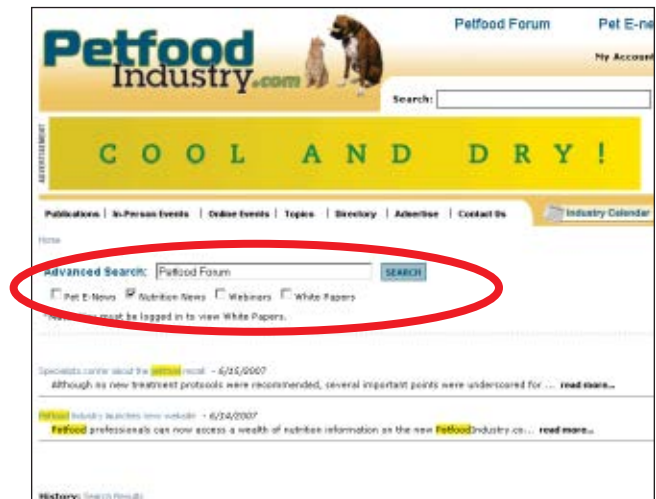 Petfood Forum Pet E-ne
Petfood
Industry.com
My Account
Search:
ADVERTISEMENT
COOL AND DRY!
Publications | In-Person Events | Online Events | Topics | Directory | Advertise | Contact Us Industry Calendar
Home
Advanced Search: Petfood Forum SEARCH
Pet E-News Nutrition News Webinars White Papers
must be logged in to view White Papers.
Specialists confer about the petfood recall - 6/15/2007
Although no new treatment protocols were recommended, several important points were underscored for ... read more...
Petfood Industry launches new website - 6/14/2007
Petfood professionals can now access a wealth of nutrition information on the new PetfoodIndustry.co... read more...
History: Search Results